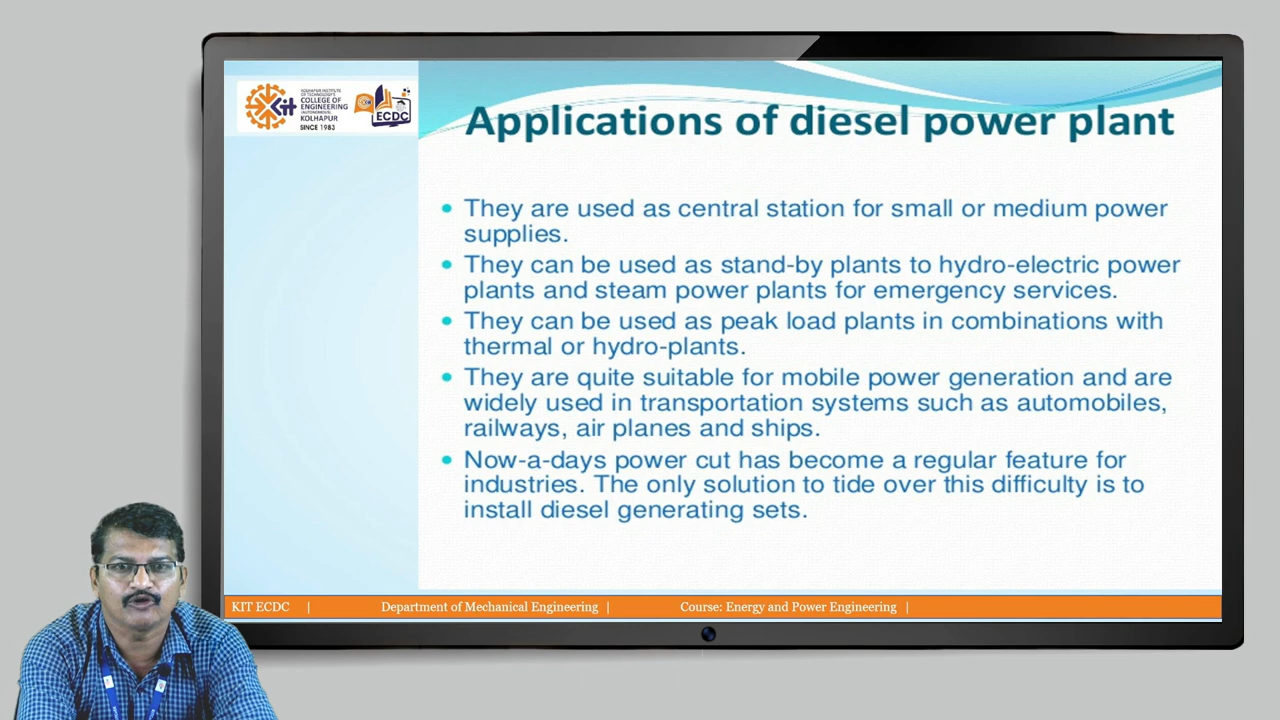 KOLHAPUR INSTITUTE
OF TECHNOLOGY'S
COLLEGE OF
ENGINEERING
(AUTONOMOUS),
KOLHAPUR
SINCE 1983
Kit
ECDC
Applications of diesel power plant
• They are used as central station for small or medium power
supplies.
• They can be used as stand-by plants to hydro-electric power
plants and steam power plants for emergency services.
• They can be used as peak load plants in combinations with
thermal or hydro-plants.
• They are quite suitable for mobile power generation and are
widely used in transportation systems such as automobiles,
railways, air planes and ships.
• Now-a-days power cut has become a regular feature for
industries. The only solution to tide over this difficulty is to
install diesel generating sets.
KIT ECDC | Department of Mechanical Engineering | Course: Energy and Power Engineering |